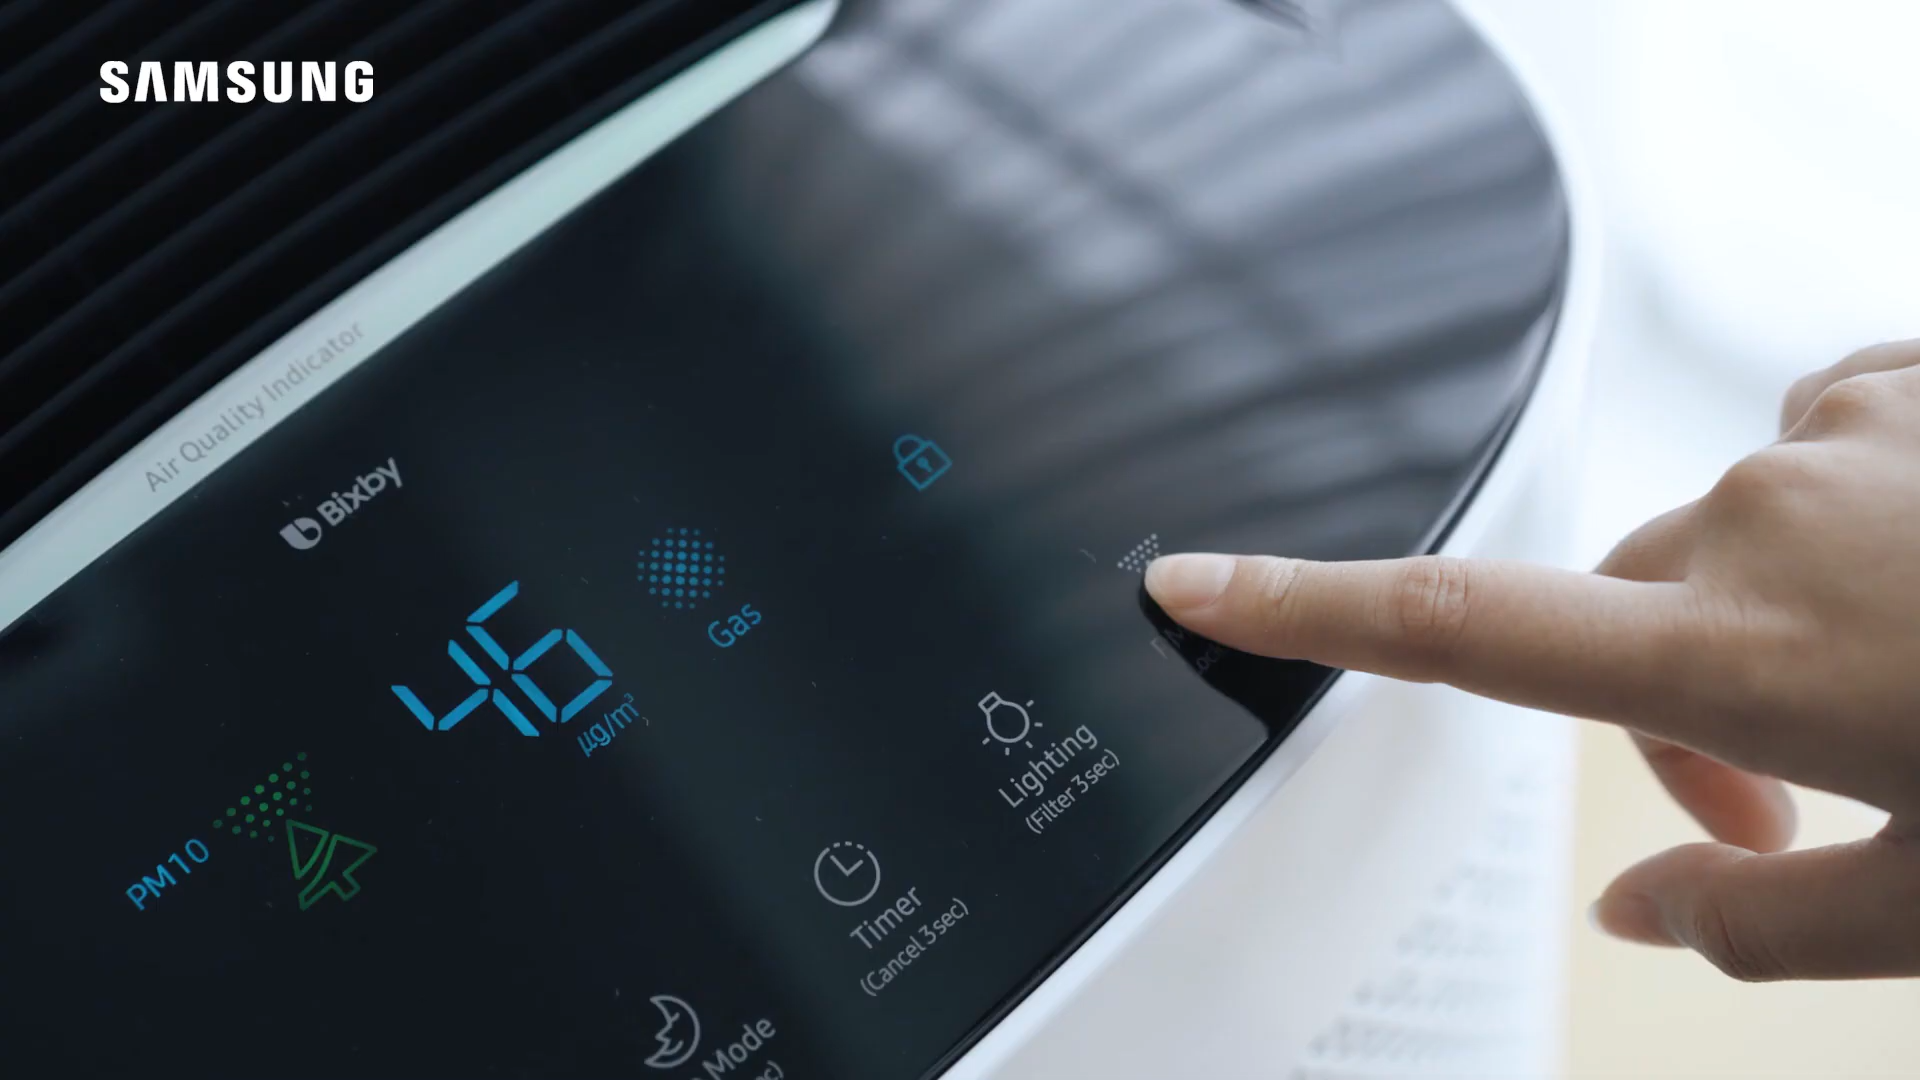 SAMSUNG
Air Quality Indicator
Bixby
46
µg/m³
Gas
PM10
Lighting
(Filter 3sec)
Timer
(Cancel 3sec)
Mode